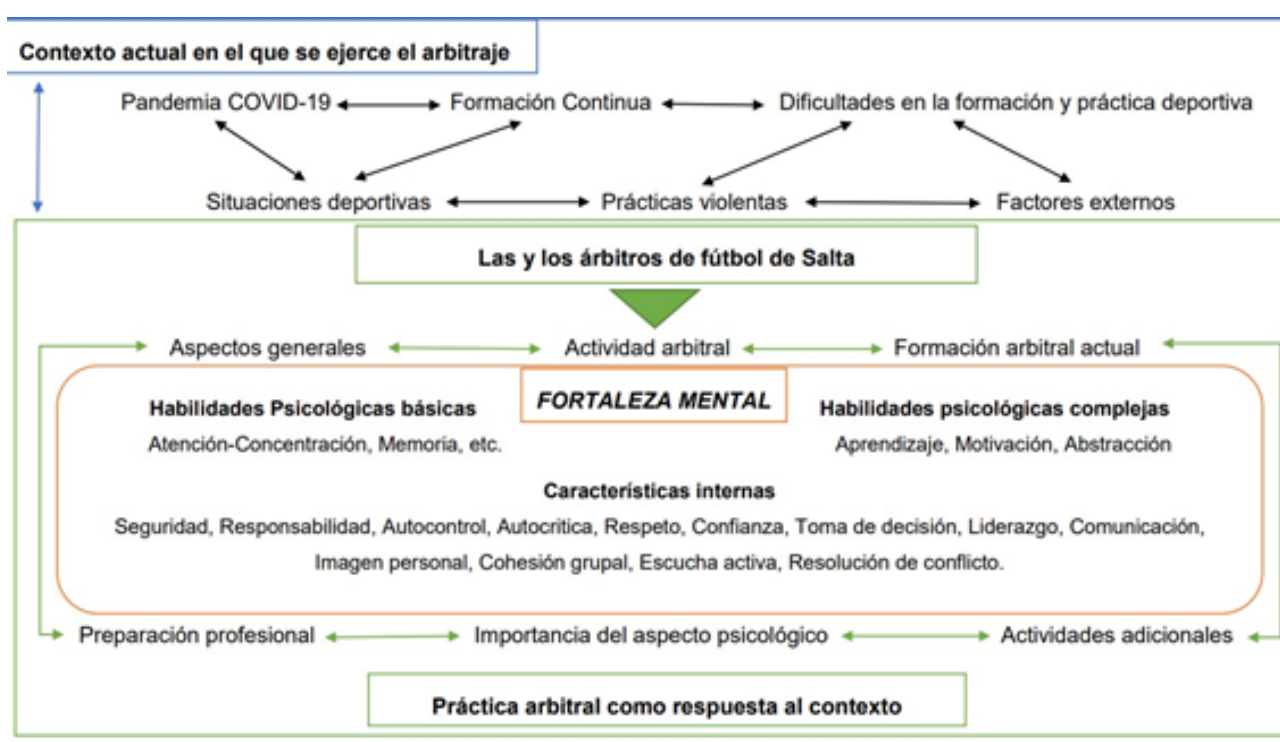 Contexto actual en el que se ejerce el arbitraje
Pandemia COVID-19 Formación Continua Dificultades en la formación y práctica deportiva
Situaciones deportivas Prácticas violentas Factores externos
Las y los árbitros de fútbol de Salta
Aspectos generales Actividad arbitral Formación arbitral actual
FORTALEZA MENTAL
Habilidades Psicológicas básicas Habilidades psicológicas complejas
Atención-Concentración, Memoria, etc. Aprendizaje, Motivación, Abstracción
Características internas
Seguridad, Responsabilidad, Autocontrol, Autocritica, Respeto, Confianza, Toma de decisión, Liderazgo, Comunicación,
Imagen personal, Cohesión grupal, Escucha activa, Resolución de conflicto.
Preparación profesional Importancia del aspecto psicológico Actividades adicionales
Práctica arbitral como respuesta al contexto